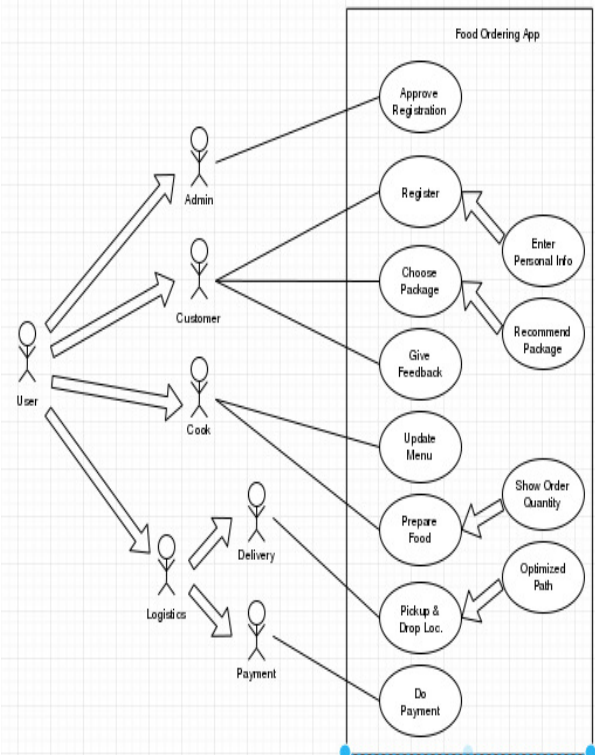 Food Ordering App
Approve
Registration
Admin
Register
Enter
Personal Info
Customer
Choose
Package
Recommend
Package
Give
Feedback
User
Cook
Update
Menu
Show Order
Quantity
Prepare
Food
Delivery
Optimized
Path
Logistics
Pickup &
Drop Loc.
Payment
Do
Payment